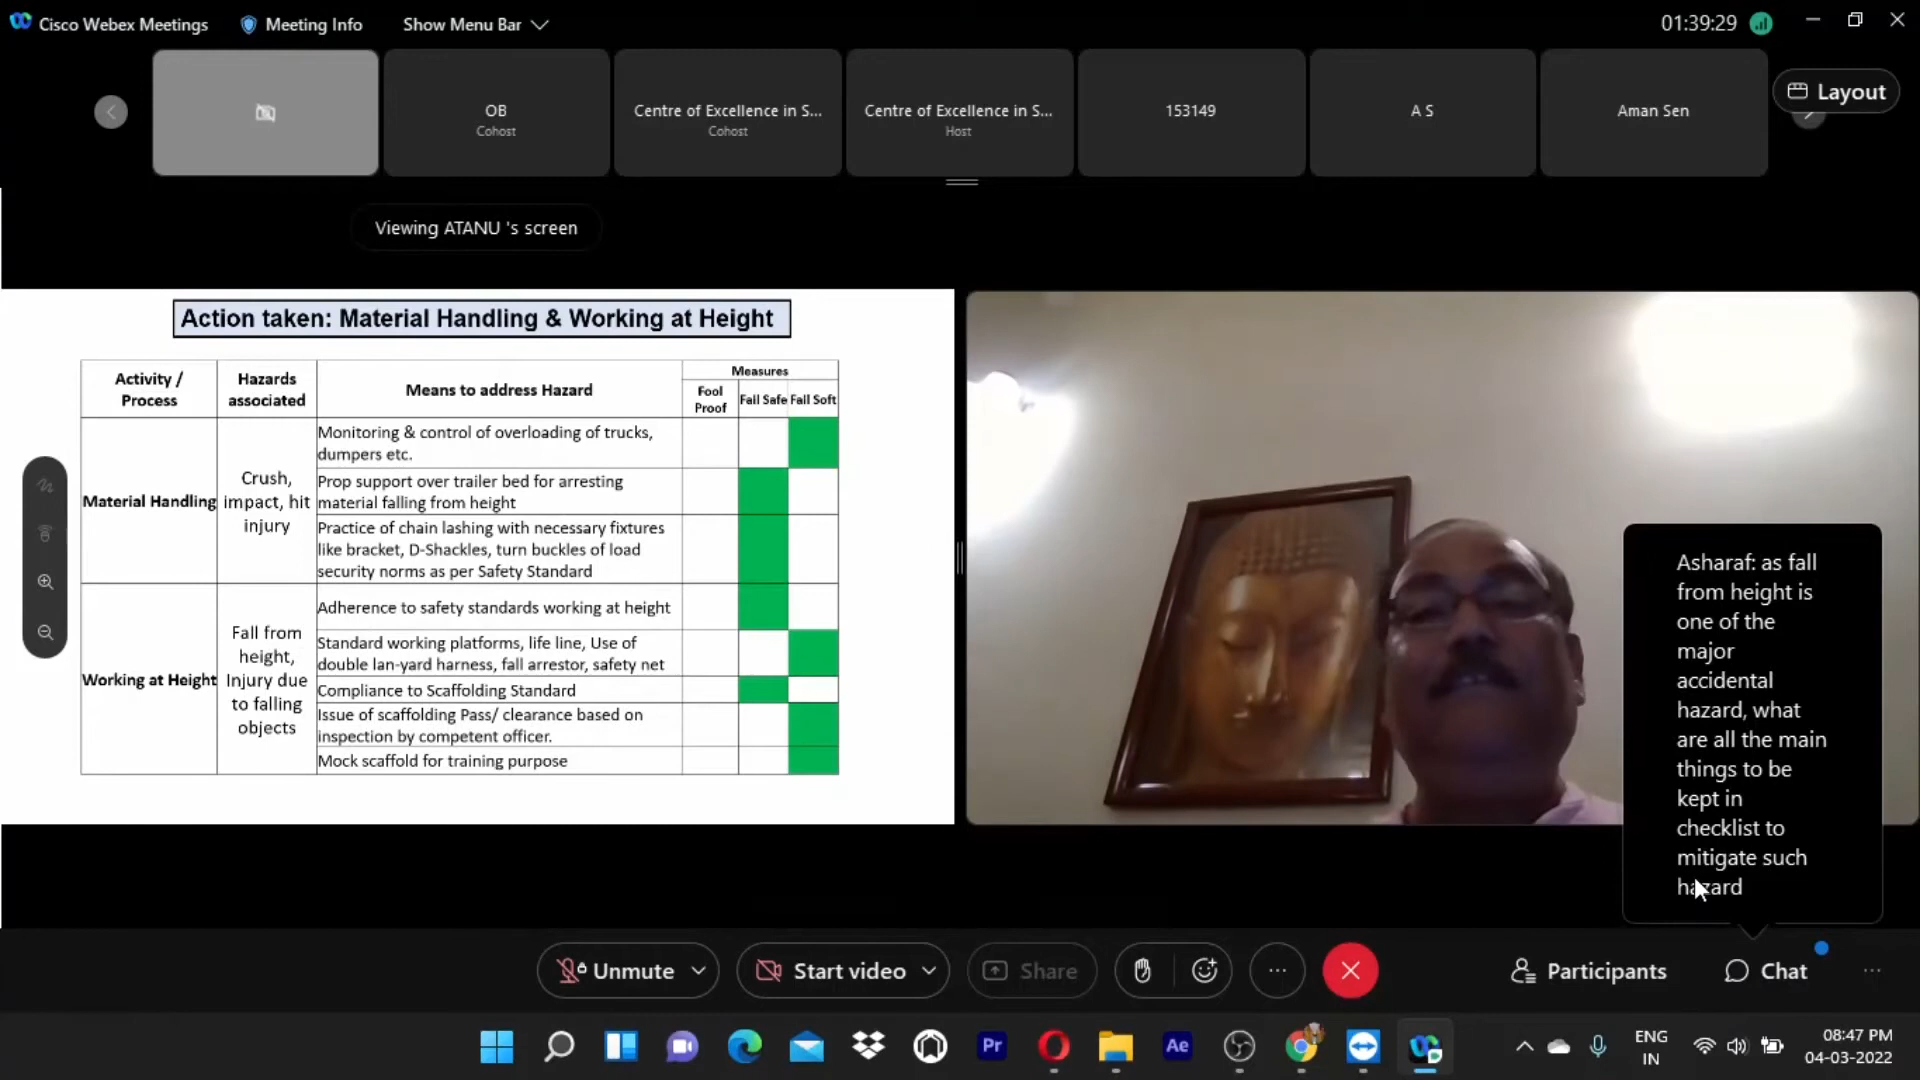 Cisco Webex Meetings
Meeting Info
Show Menu Bar
01:39:29
OB
Cohost
Centre of Excellence in S...
Cohost
Centre of Excellence in S...
Host
153149
A S
Aman Sen
Layout
Viewing ATANU 's screen
Action taken: Material Handling & Working at Height
Activity /
Process
Hazards
associated
Means to address Hazard
Measures
Fool
Proof
Fail Safe
Fail Soft
Material Handling
Crush,
impact, hit
injury
Monitoring & control of overloading of trucks,
dumpers etc.
Prop support over trailer bed for arresting
material falling from height
Practice of chain lashing with necessary fixtures
like bracket, D-Shackles, turn buckles of load
security norms as per Safety Standard
Working at Height
Fall from
height,
Injury due
to falling
objects
Adherence to safety standards working at height
Standard working platforms, life line, Use of
double lan-yard harness, fall arrestor, safety net
Compliance to Scaffolding Standard
Issue of scaffolding Pass/ clearance based on
inspection by competent officer.
Mock scaffold for training purpose
Asharaf: as fall
from height is
one of the
major
accidental
hazard, what
are all the main
things to be
kept in
checklist to
mitigate such
hazard
Unmute
Start video
Share
Participants
Chat
Pr
Ae
ENG
IN
08:47 PM
04-03-2022